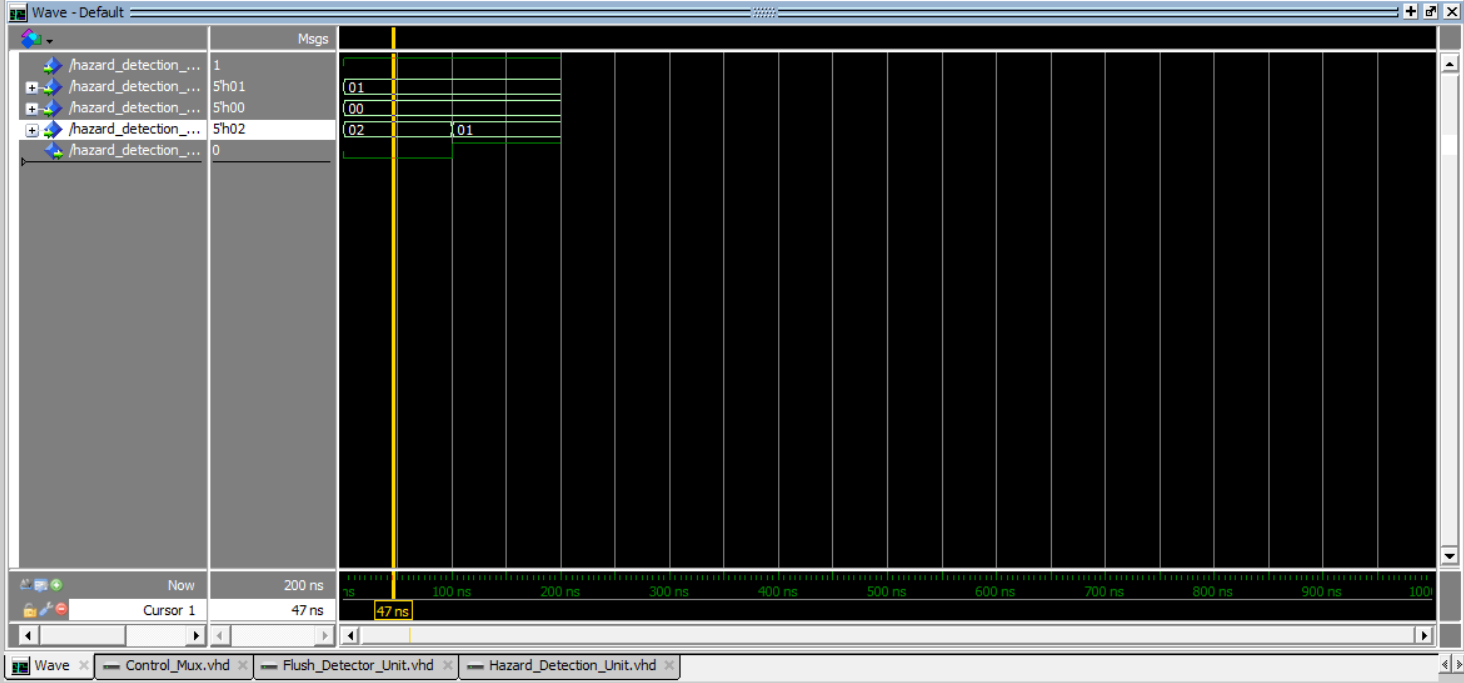 Wave - Default
Msgs
/hazard_detection_... 1
/hazard_detection_... 5'h01 01
/hazard_detection_... 5'h00 00
/hazard_detection_... 5'h02 02 01
/hazard_detection_... 0
Now 200 ns ns 100 ns 200 ns 300 ns 400 ns 500 ns 600 ns 700 ns 800 ns 900 ns 100
Cursor 1 47 ns 47 ns
Wave Control_Mux.vhd Flush_Detector_Unit.vhd Hazard_Detection_Unit.vhd